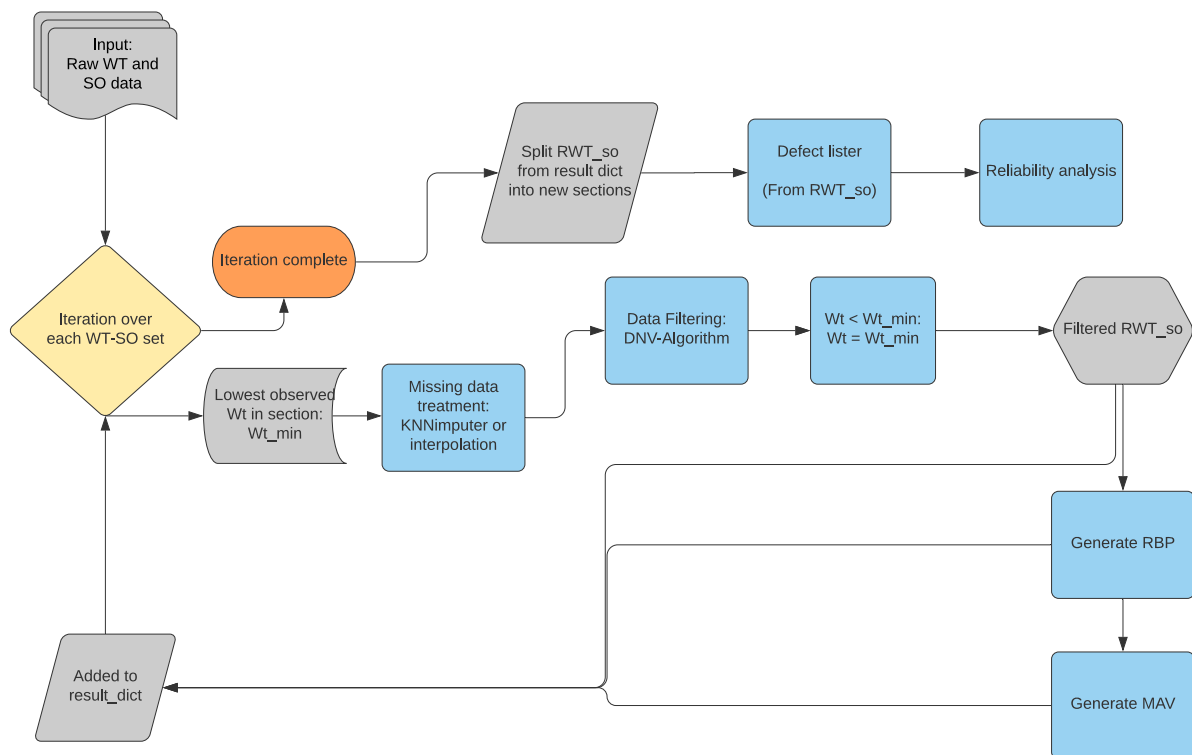 Input:
Raw WT and
SO data
Split RWT_so
from result dict
into new sections
Defect lister
(From RWT_so)
Reliability analysis
Iteration complete
Iteration over
each WT-SO set
Lowest observed
Wt in section:
Wt_min
Missing data
treatment:
KNNimputer or
interpolation
Data Filtering:
DNV-Algorithm
Wt < Wt_min:
Wt = Wt_min
Filtered RWT_so
Generate RBP
Generate MAV
Added to
result_dict